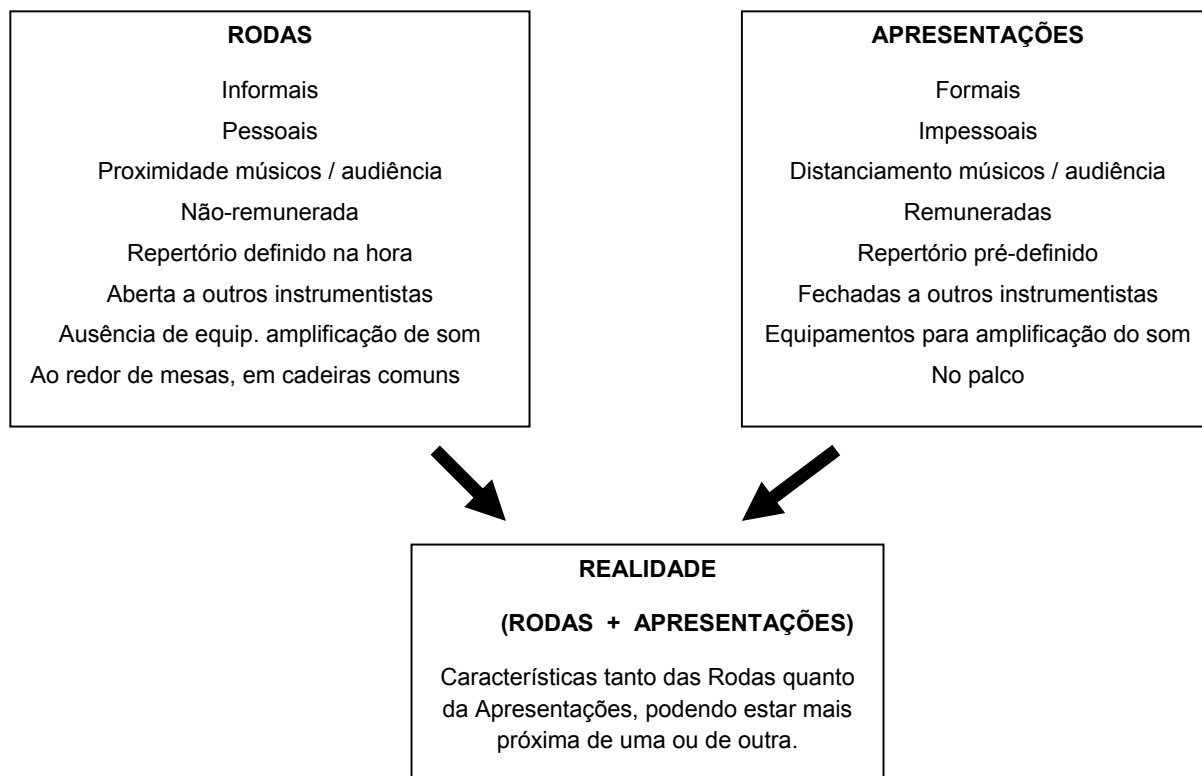 RODAS
Informais
Pessoais
Proximidade músicos / audiência
Não-remunerada
Repertório definido na hora
Aberta a outros instrumentistas
Ausência de equip. amplificação de som
Ao redor de mesas, em cadeiras comuns
APRESENTAÇÕES
Formais
Impessoais
Distanciamento músicos / audiência
Remuneradas
Repertório pré-definido
Fechadas a outros instrumentistas
Equipamentos para amplificação do som
No palco
REALIDADE
(RODAS + APRESENTAÇÕES)
Características tanto das Rodas quanto
da Apresentações, podendo estar mais
próxima de uma ou de outra.